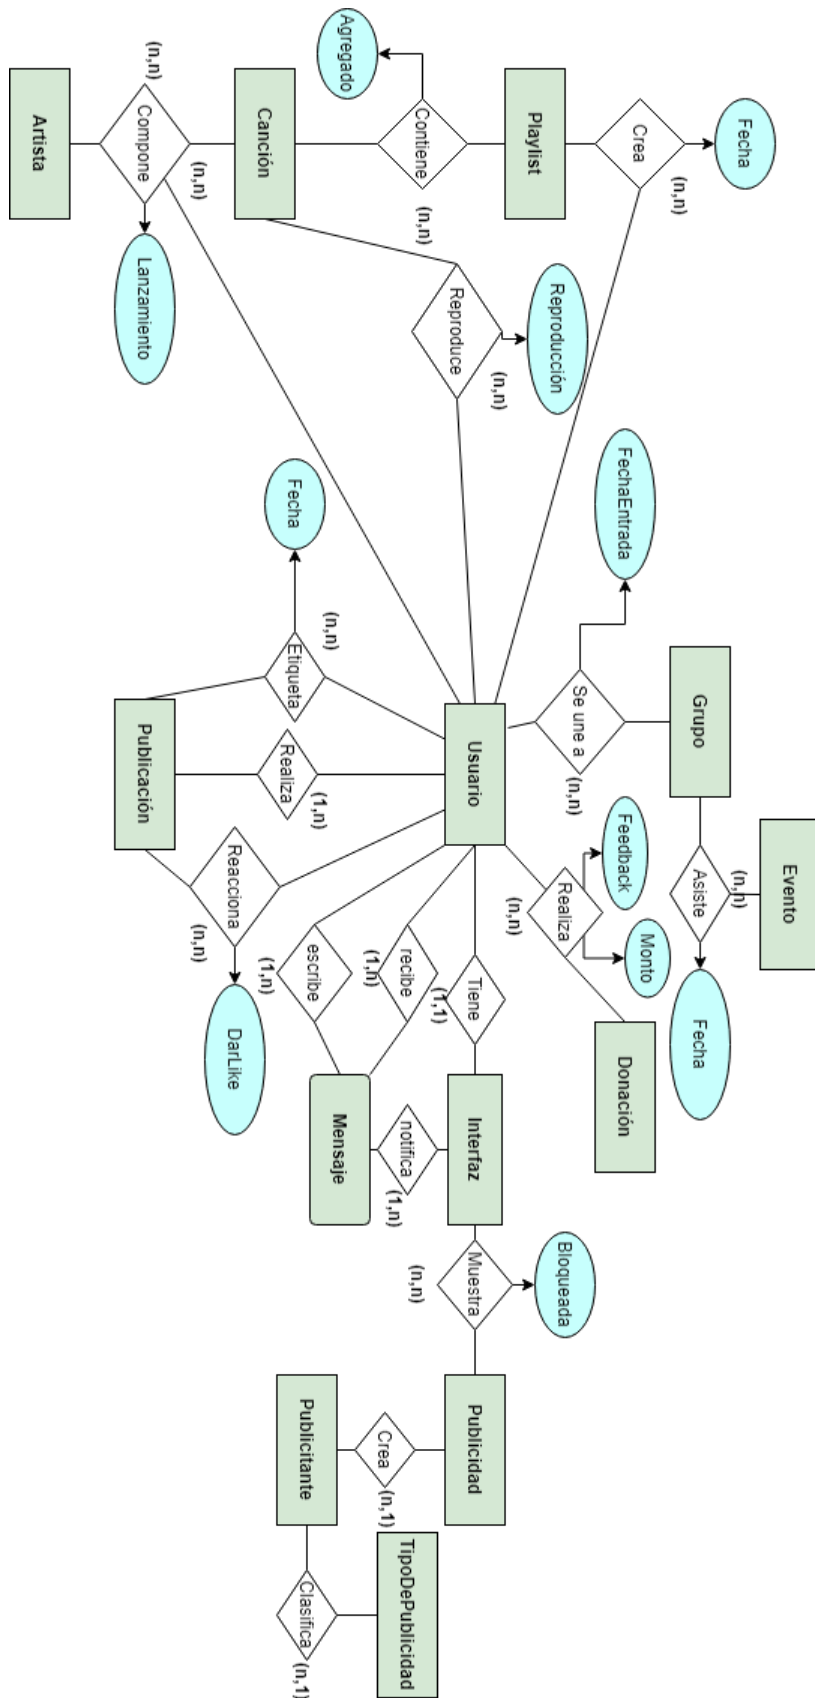 Evento
Fecha
(n,n)
Asiste
Fecha
Grupo
(n,n)
Crea
Monto
FechaEntrada
Feedback
Donación
Se une a
(n,n)
Realiza
(n,n)
Bloqueada
Reproducción
Playlist
(n,n)
Reproduce
Usuario
Tiene
(1,1)
Interfaz
Muestra
(n,n)
Publicidad
Contiene
(n,n)
recibe
(1,n)
notifica
(1,n)
TipoDePublicidad
Crea
(n,1)
Agregado
Mensaje
escribe
(1,n)
Publicitante
Clasifica
(n,1)
Canción
Fecha
Etiqueta
(n,n)
Realiza
(1,n)
Reacciona
(n,n)
DarLike
(n,n)
Compone
(n,n)
Lanzamiento
Publicación
Artista